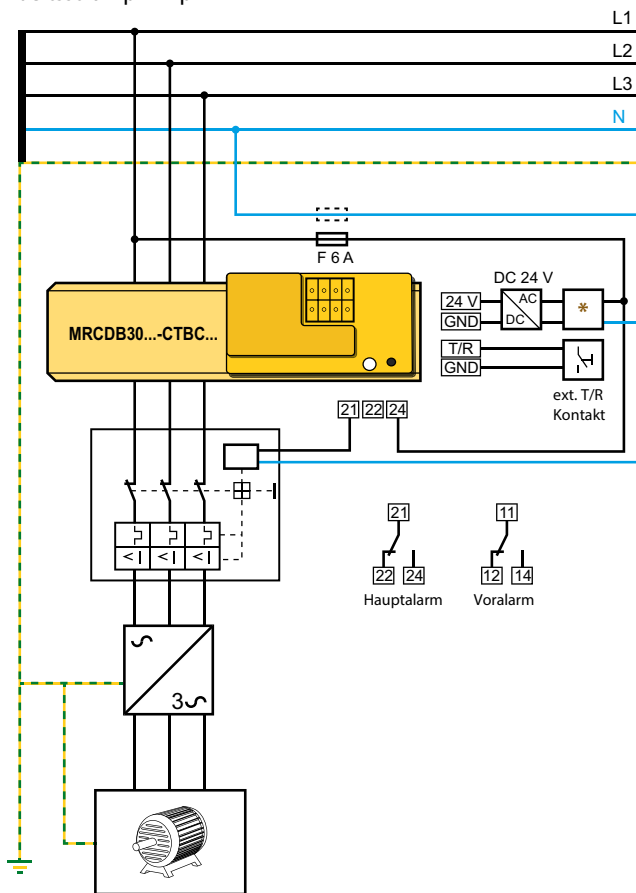 L1
L2
L3
N
F 6 A
DC 24 V
24 V
GND
AC
DC
*
MRCDB30...-CTBC...
T/R
GND
ext. T/R
Kontakt
21 22 24
21
11
22 24
12 14
Hauptalarm
Voralarm
< I < I < I
3